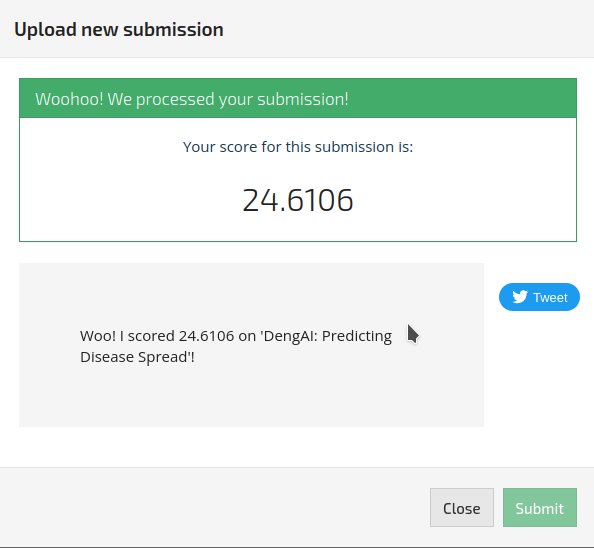 Upload new submission
Woohoo! We processed your submission!
Your score for this submission is:
24.6106
Tweet
Woo! I scored 24.6106 on 'DengAI: Predicting
Disease Spread'!
Close
Submit